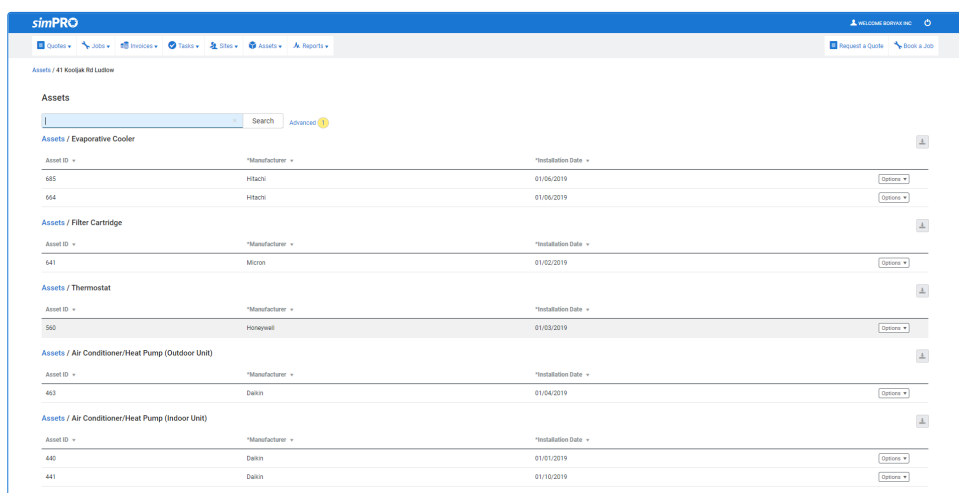 simPRO WELCOME BORYAX INC
Quotes Jobs Invoices Tasks Sites Assets Reports Request a Quote Book a Job
Assets / 41 Kooljak Rd Ludlow
Assets
Search Advanced 1
Assets / Evaporative Cooler
Asset ID *Manufacturer *Installation Date
685 Hitachi 01/06/2019 Options
664 Hitachi 01/06/2019 Options
Assets / Filter Cartridge
Asset ID *Manufacturer *Installation Date
641 Micron 01/02/2019 Options
Assets / Thermostat
Asset ID *Manufacturer *Installation Date
560 Honeywell 01/03/2019 Options
Assets / Air Conditioner/Heat Pump (Outdoor Unit)
Asset ID *Manufacturer *Installation Date
463 Daikin 01/04/2019 Options
Assets / Air Conditioner/Heat Pump (Indoor Unit)
Asset ID *Manufacturer *Installation Date
440 Daikin 01/01/2019 Options
441 Daikin 01/10/2019 Options